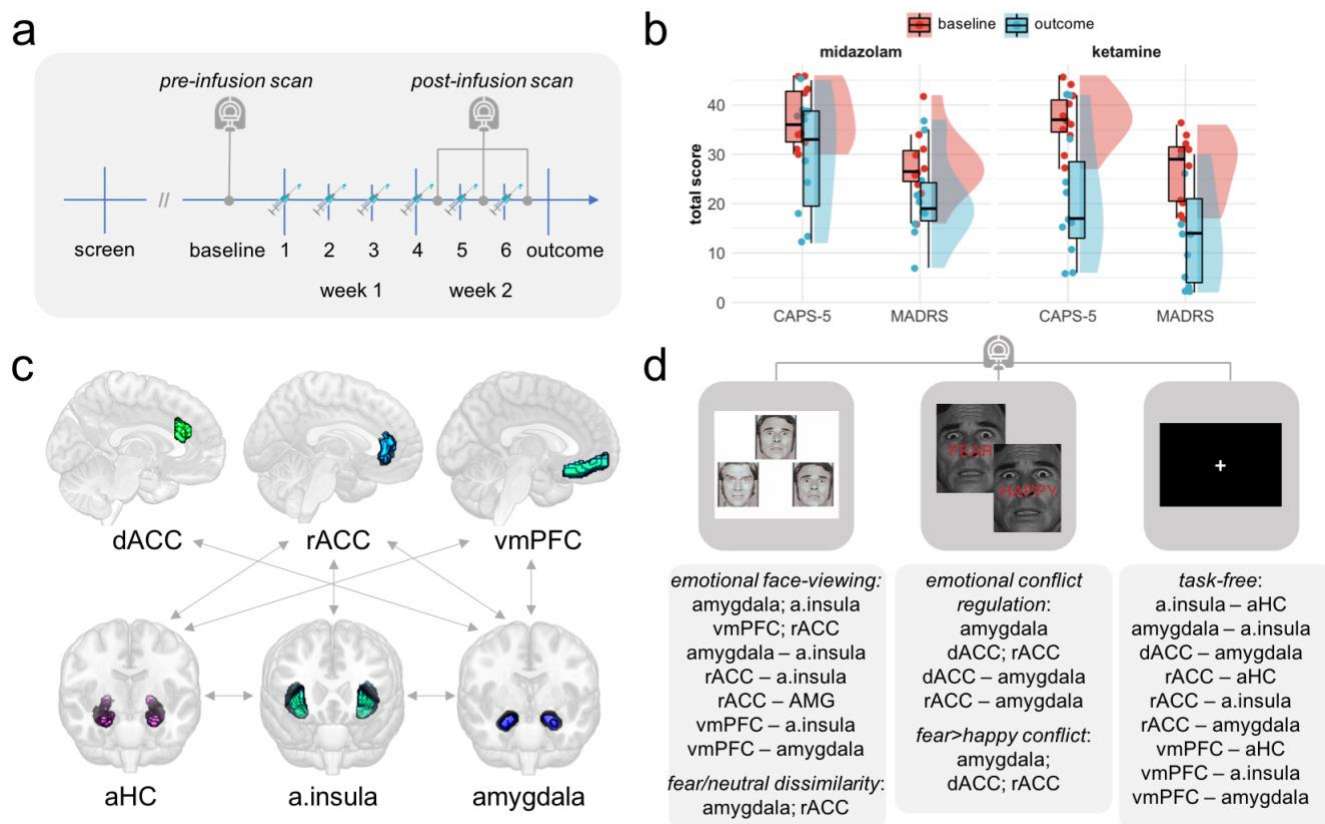 a
pre-infusion scan
post-infusion scan
//
screen
baseline
1
2
3
4
5
6
outcome
week 1
week 2
b
baseline
outcome
midazolam
ketamine
total score
40
30
20
10
0
CAPS-5
MADRS
CAPS-5
MADRS
c
dACC
rACC
vmPFC
aHC
a.insula
amygdala
d
FEAR
HAPPY
+
emotional face-viewing:
amygdala; a.insula
vmPFC; rACC
amygdala – a.insula
rACC – a.insula
rACC – AMG
vmPFC – a.insula
vmPFC – amygdala
fear/neutral dissimilarity:
amygdala; rACC
emotional conflict
regulation:
amygdala
dACC; rACC
dACC – amygdala
rACC – amygdala
fear>happy conflict:
amygdala;
dACC; rACC
task-free:
a.insula – aHC
amygdala – a.insula
dACC – amygdala
rACC – aHC
rACC – a.insula
rACC – amygdala
vmPFC – aHC
vmPFC – a.insula
vmPFC – amygdala